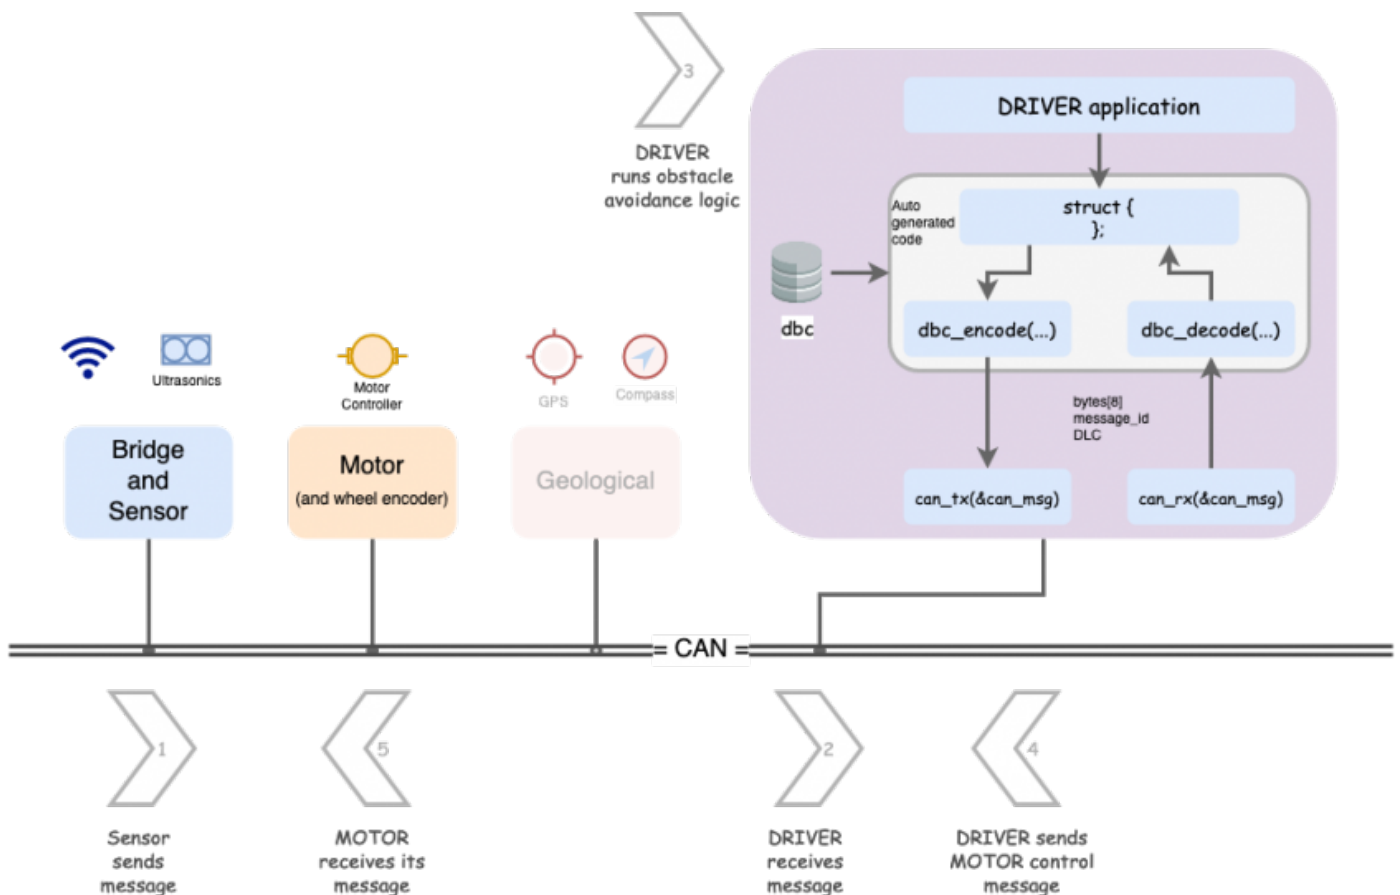 3
DRIVER
runs obstacle
avoidance logic
DRIVER application
Auto
generated
code
struct {
};
dbc
dbc_encode(...)
dbc_decode(...)
bytes[8]
message_id
DLC
can_tx(&can_msg)
can_rx(&can_msg)
Ultrasonics
Motor
Controller
GPS
Compass
Bridge
and
Sensor
Motor
(and wheel encoder)
Geological
= CAN =
1
Sensor
sends
message
5
MOTOR
receives its
message
2
DRIVER
receives
message
4
DRIVER sends
MOTOR control
message